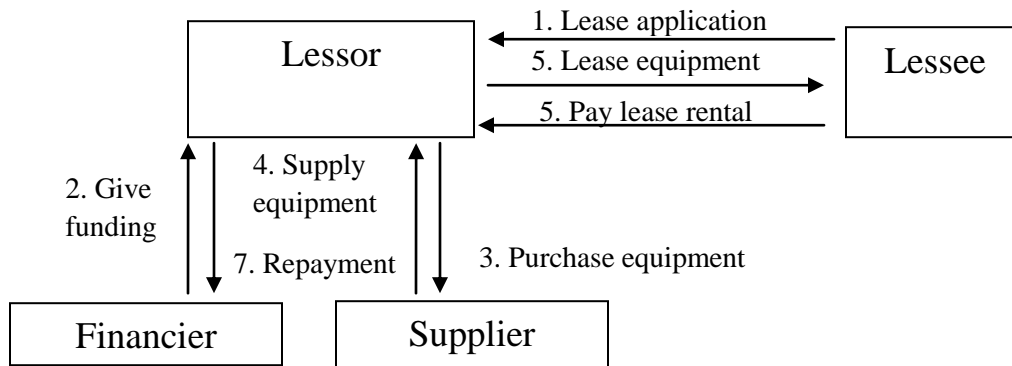 1. Lease application
Lessor
Lessee
5. Lease equipment
5. Pay lease rental
4. Supply
equipment
2. Give
funding
7. Repayment
3. Purchase equipment
Financier
Supplier